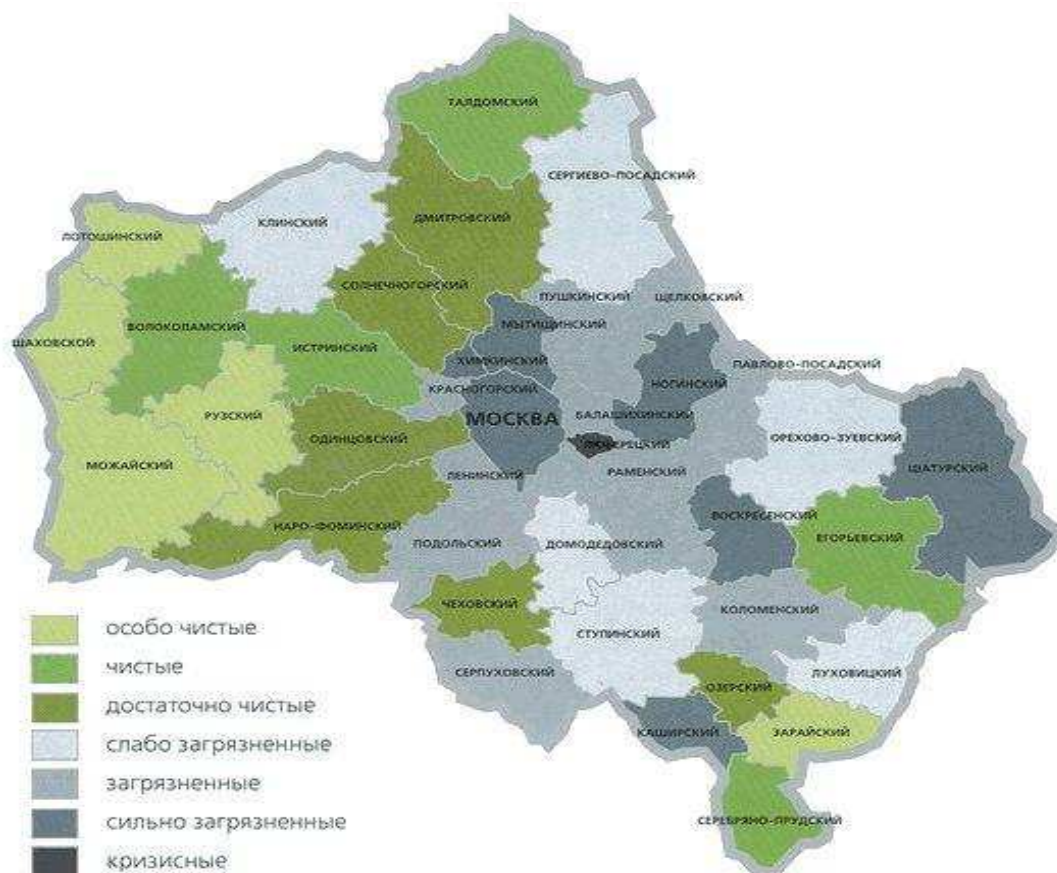 ТАЛДОМСКИЙ
СЕРГИЕВО-ПОСАДСКИЙ
КЛИНСКИЙ
ДМИТРОВСКИЙ
ЛОТОШИНСКИЙ
СОЛНЕЧНОГОРСКИЙ
ПУШКИНСКИЙ
ЩЕЛКОВСКИЙ
ВОЛОКОЛАМСКИЙ
МЫТИЩИНСКИЙ
ШАХОВСКОЙ
ИСТРИНСКИЙ
ХИМКИНСКИЙ
ПАВЛОВО-ПОСАДСКИЙ
КРАСНОГОРСКИЙ
НОГИНСКИЙ
РУЗСКИЙ
БАЛАШИХИНСКИЙ
МОСКВА
ОДИНЦОВСКИЙ
ЛЮБЕРЕЦКИЙ
ОРЕХОВО-ЗУЕВСКИЙ
МОЖАЙСКИЙ
ЛЕНИНСКИЙ
РАМЕНСКИЙ
ШАТУРСКИЙ
НАРО-ФОМИНСКИЙ
ВОСКРЕСЕНСКИЙ
ПОДОЛЬСКИЙ
ДОМОДЕДОВСКИЙ
ЕГОРЬЕВСКИЙ
ЧЕХОВСКИЙ
КОЛОМЕНСКИЙ
СТУПИНСКИЙ
СЕРПУХОВСКИЙ
ЛУХОВИЦКИЙ
ОЗЕРСКИЙ
КАШИРСКИЙ
ЗАРАЙСКИЙ
СЕРЕБРЯНО-ПРУДСКИЙ
особо чистые
чистые
достаточно чистые
слабо загрязненные
загрязненные
сильно загрязненные
кризисные